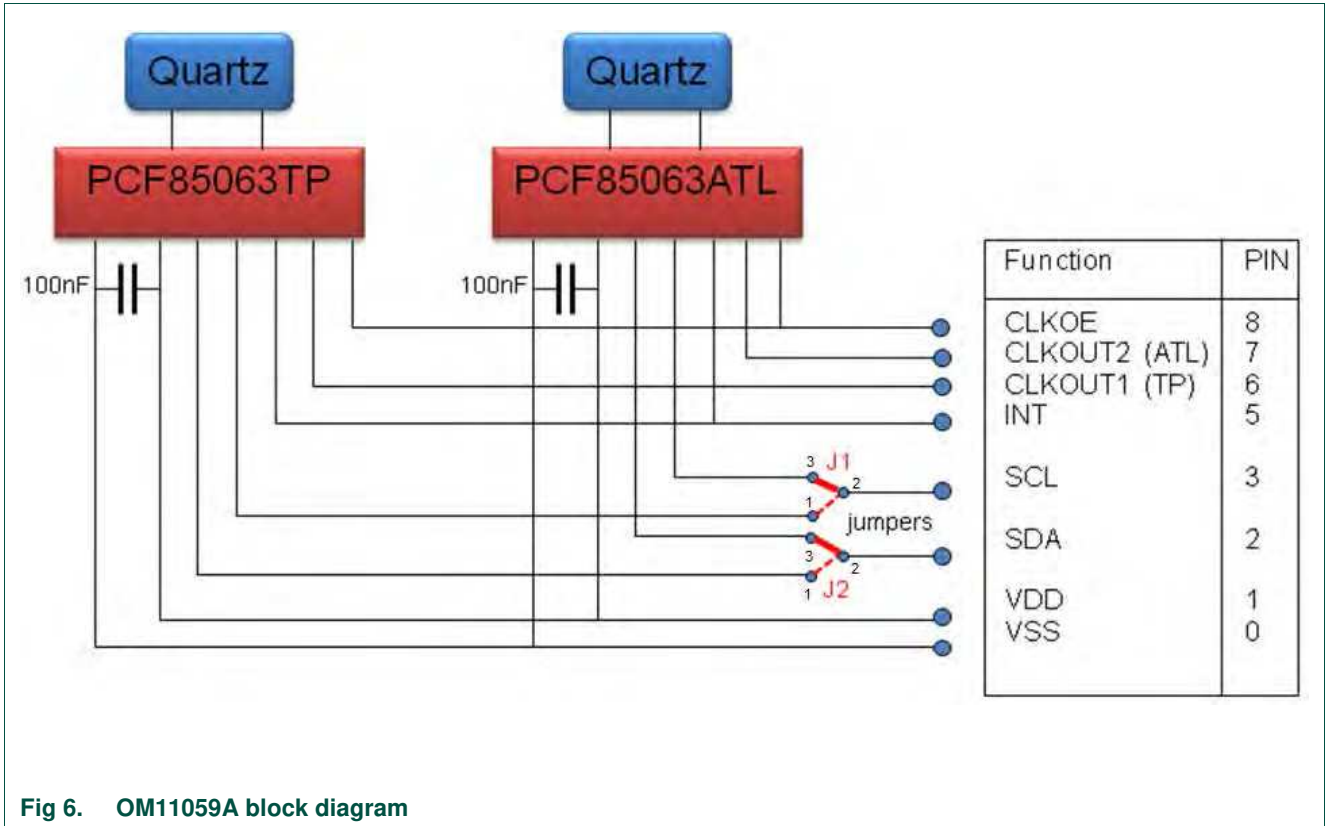 Quartz
Quartz
PCF85063TP
PCF85063ATL
100nF
100nF
Function PIN
CLKOE 8
CLKOUT2 (ATL) 7
CLKOUT1 (TP) 6
INT 5
SCL 3
SDA 2
VDD 1
VSS 0
3 J1
2
1
jumpers
3
2
1 J2
Fig 6. OM11059A block diagram